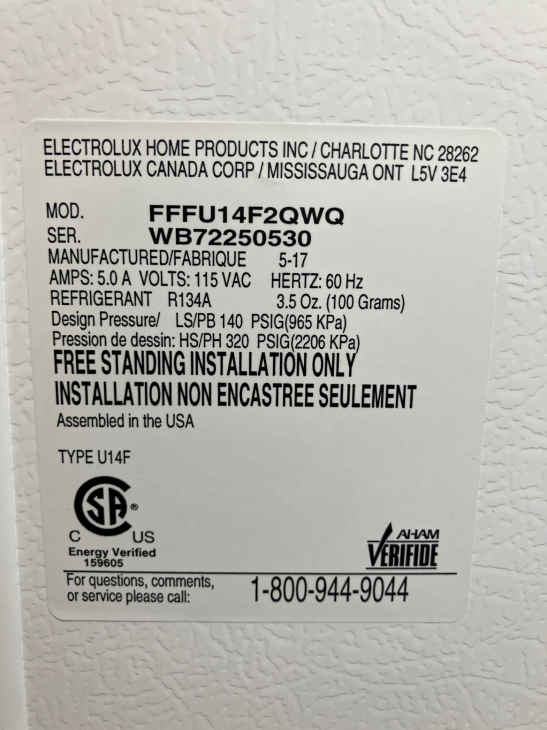 ELECTROLUX HOME PRODUCTS INC / CHARLOTTE NC 28262
ELECTROLUX CANADA CORP / MISSISSAUGA ONT L5V 3E4
MOD. FFFU14F2QWQ
SER. WB72250530
MANUFACTURED/FABRIQUE 5-17
AMPS: 5.0 A VOLTS: 115 VAC HERTZ: 60 Hz
REFRIGERANT R134A 3.5 Oz. (100 Grams)
Design Pressure/ LS/PB 140 PSIG(965 KPa)
Pression de dessin: HS/PH 320 PSIG(2206 KPa)
FREE STANDING INSTALLATION ONLY
INSTALLATION NON ENCASTREE SEULEMENT
Assembled in the USA
TYPE U14F
CSA ®
C US
Energy Verified
159605
AHAM
VERIFIDE
For questions, comments,
or service please call: 1-800-944-9044